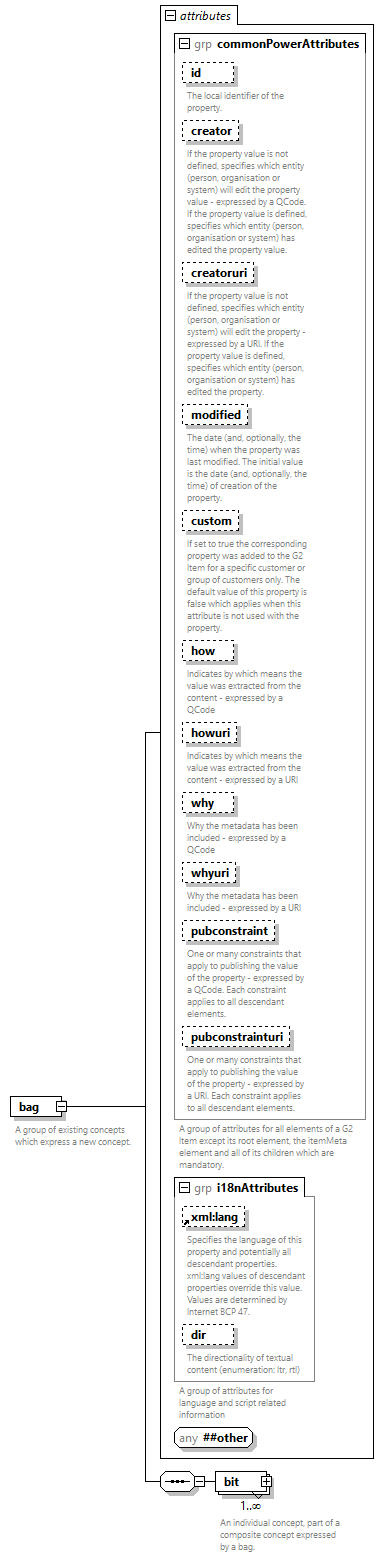 attributes
grp commonPowerAttributes
id
The local identifier of the
property.
creator
If the property value is not
defined, specifies which entity
(person, organisation or
system) will edit the property
value - expressed by a QCode.
If the property value is defined,
specifies which entity (person,
organisation or system) has
edited the property value.
creatoruri
If the property value is not
defined, specifies which entity
(person, organisation or
system) will edit the property -
expressed by a URI. If the
property value is defined,
specifies which entity (person,
organisation or system) has
edited the property.
modified
The date (and, optionally, the
time) when the property was
last modified. The initial value
is the date (and, optionally, the
time) of creation of the
property.
custom
If set to true the corresponding
property was added to the G2
Item for a specific customer or
group of customers only. The
default value of this property is
false which applies when this
attribute is not used with the
property.
how
Indicates by which means the
value was extracted from the
content - expressed by a
QCode
howuri
Indicates by which means the
value was extracted from the
content - expressed by a URI
why
Why the metadata has been
included - expressed by a
QCode
whyuri
Why the metadata has been
included - expressed by a URI
pubconstraint
One or many constraints that
apply to publishing the value
of the property - expressed by
a QCode. Each constraint
applies to all descendant
elements.
pubconstrainturi
One or many constraints that
apply to publishing the value
of the property - expressed by
a URI. Each constraint applies
to all descendant elements.
bag
A group of existing concepts
which express a new concept.
A group of attributes for all elements of a G2
Item except its root element, the itemMeta
element and all of its children which are
mandatory.
grp i18nAttributes
xml:lang
Specifies the language of this
property and potentially all
descendant properties.
xml:lang values of descendant
properties override this value.
Values are determined by
Internet BCP 47.
dir
The directionality of textual
content (enumeration: ltr, rtl)
A group of attributes for
language and script related
information
any ##other
bit
1..∞
An individual concept, part of a
composite concept expressed
by a bag.